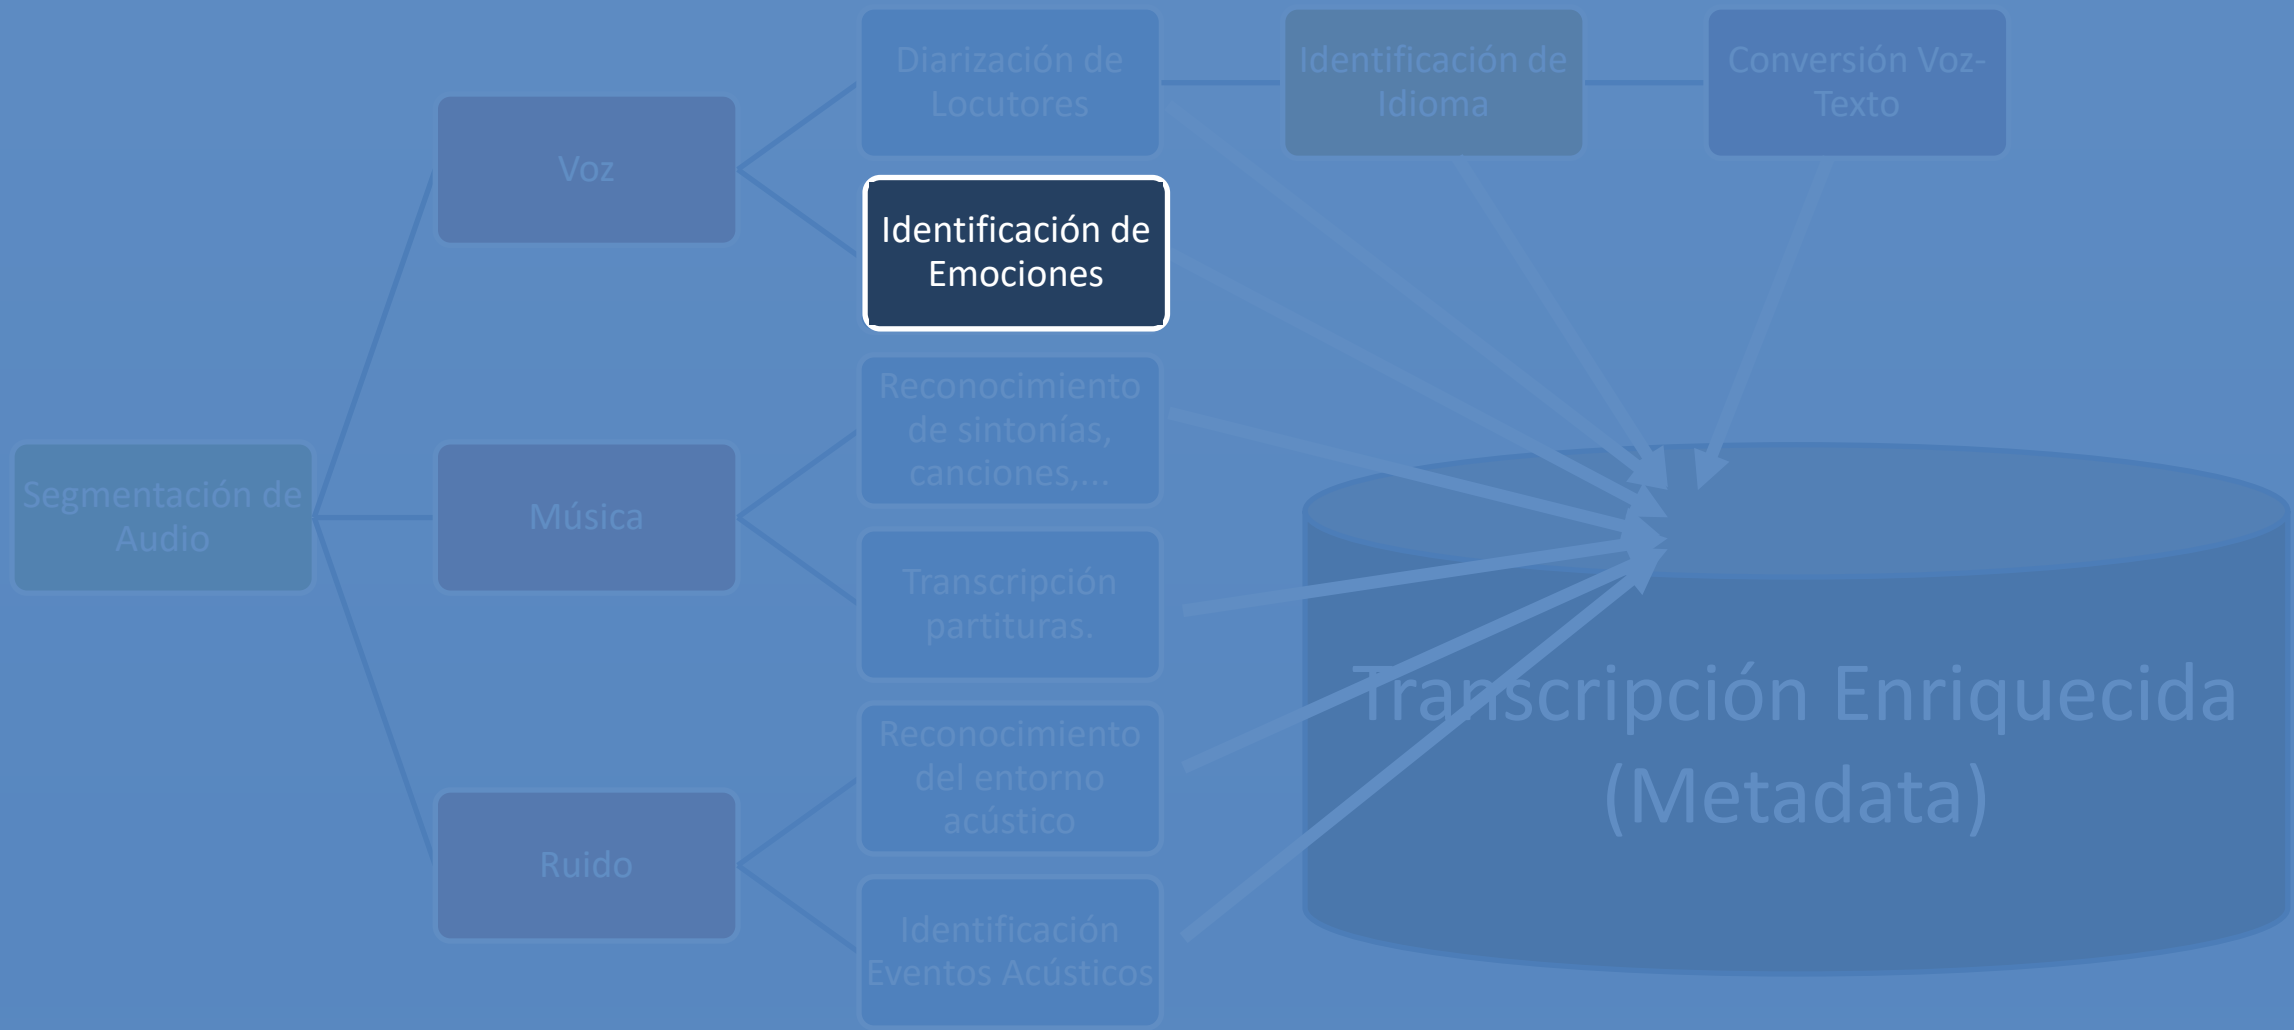 Diarización de
Locutores
Identificación de
Idioma
Conversión Voz-
Texto
Voz
Identificación de
Emociones
Reconocimiento
de sintonías,
canciones,...
Segmentación de
Audio
Música
Transcripción
partituras.
Transcripción Enriquecida
(Metadata)
Reconocimiento
del entorno
acústico
Ruido
Identificación
Eventos Acústicos